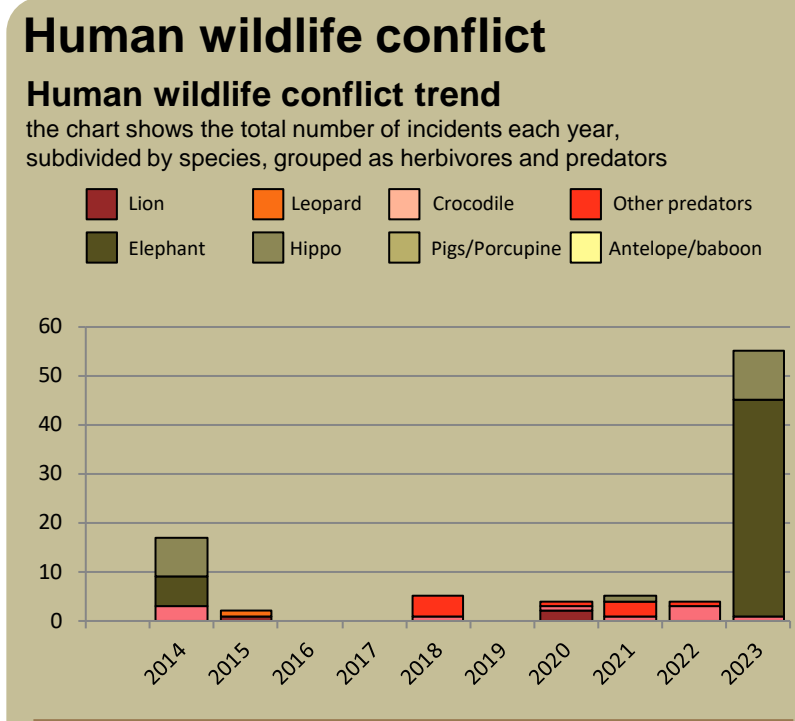 Human wildlife conflict
Human wildlife conflict trend
the chart shows the total number of incidents each year,
subdivided by species, grouped as herbivores and predators
Lion Leopard Crocodile Other predators
Elephant Hippo Pigs/Porcupine Antelope/baboon
60
50
40
30
20
10
0
2014 2015 2016 2017 2018 2019 2020 2021 2022 2023